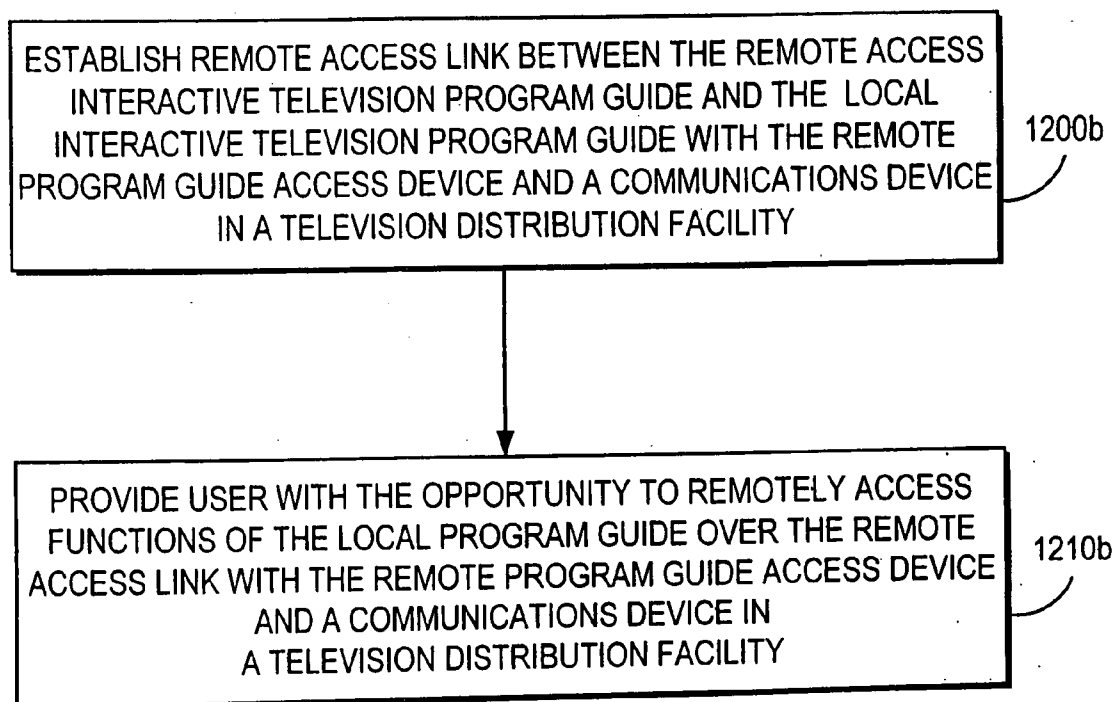 ESTABLISH REMOTE ACCESS LINK BETWEEN THE REMOTE ACCESS
INTERACTIVE TELEVISION PROGRAM GUIDE AND THE LOCAL
INTERACTIVE TELEVISION PROGRAM GUIDE WITH THE REMOTE
PROGRAM GUIDE ACCESS DEVICE AND A COMMUNICATIONS DEVICE
IN A TELEVISION DISTRIBUTION FACILITY
1200b
PROVIDE USER WITH THE OPPORTUNITY TO REMOTELY ACCESS
FUNCTIONS OF THE LOCAL PROGRAM GUIDE OVER THE REMOTE
ACCESS LINK WITH THE REMOTE PROGRAM GUIDE ACCESS DEVICE
AND A COMMUNICATIONS DEVICE IN
A TELEVISION DISTRIBUTION FACILITY
1210b